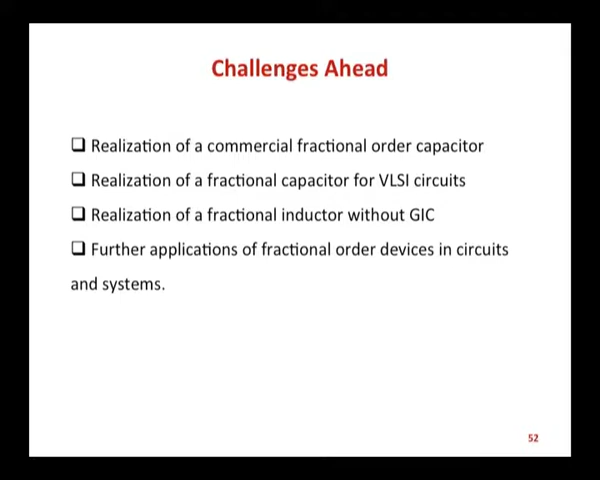 Challenges Ahead
❑ Realization of a commercial fractional order capacitor
❑ Realization of a fractional capacitor for VLSI circuits
❑ Realization of a fractional inductor without GIC
❑ Further applications of fractional order devices in circuits
and systems.
52